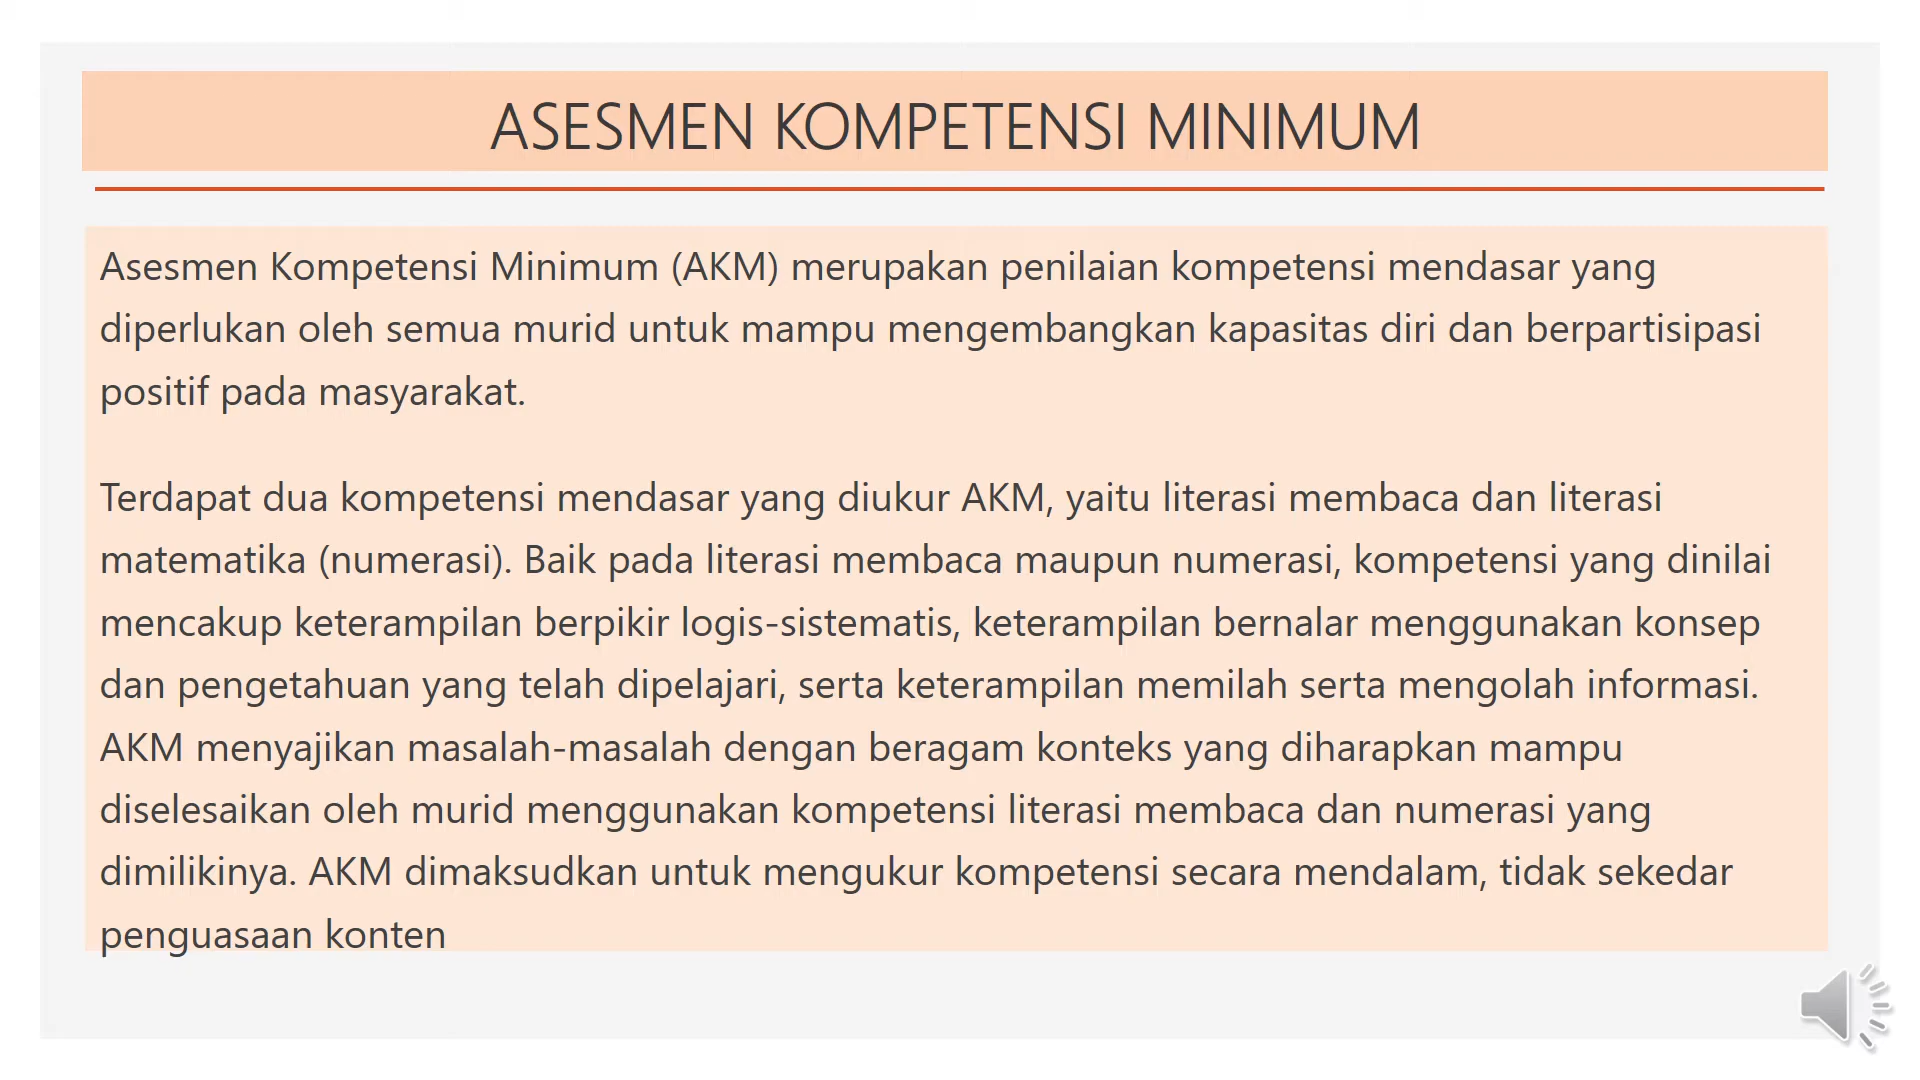 ASESMEN KOMPETENSI MINIMUM
Asesmen Kompetensi Minimum (AKM) merupakan penilaian kompetensi mendasar yang
diperlukan oleh semua murid untuk mampu mengembangkan kapasitas diri dan berpartisipasi
positif pada masyarakat.
Terdapat dua kompetensi mendasar yang diukur AKM, yaitu literasi membaca dan literasi
matematika (numerasi). Baik pada literasi membaca maupun numerasi, kompetensi yang dinilai
mencakup keterampilan berpikir logis-sistematis, keterampilan bernalar menggunakan konsep
dan pengetahuan yang telah dipelajari, serta keterampilan memilah serta mengolah informasi.
AKM menyajikan masalah-masalah dengan beragam konteks yang diharapkan mampu
diselesaikan oleh murid menggunakan kompetensi literasi membaca dan numerasi yang
dimilikinya. AKM dimaksudkan untuk mengukur kompetensi secara mendalam, tidak sekedar
penguasaan konten